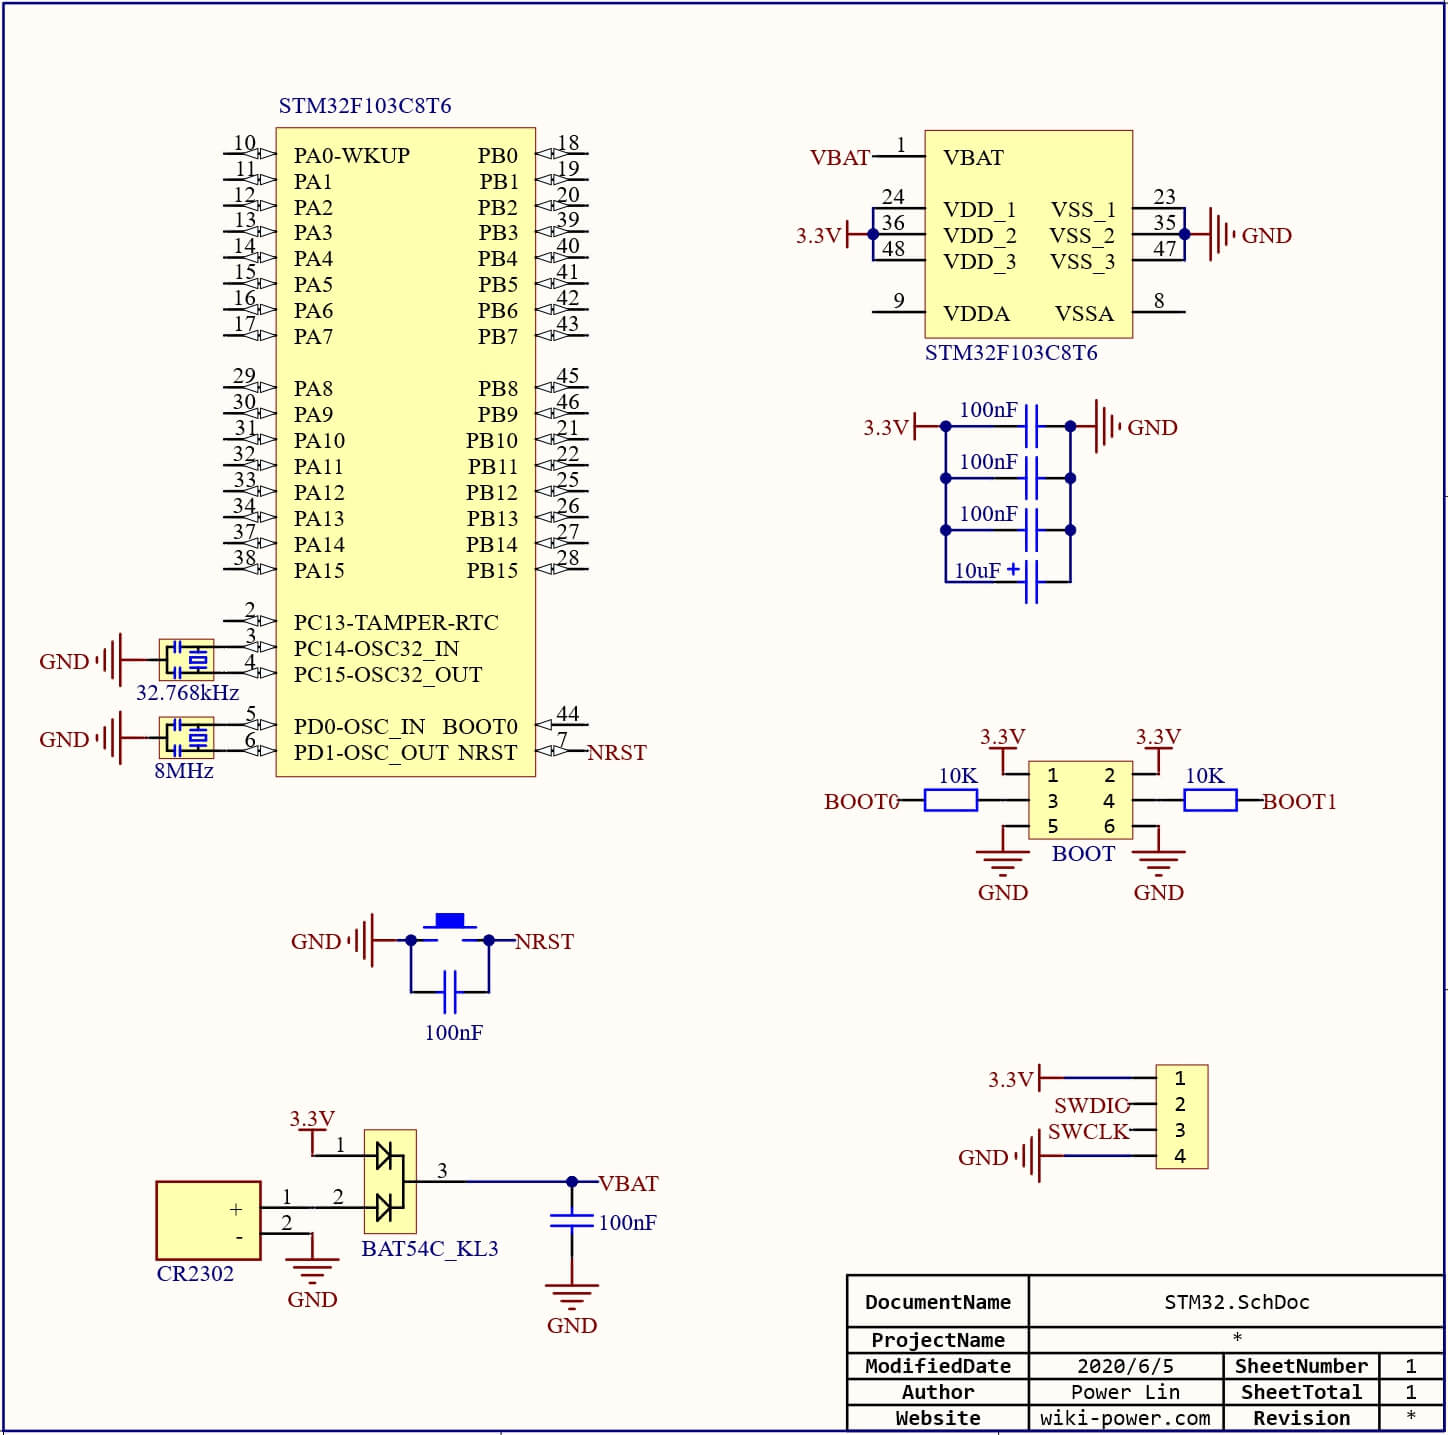 STM32F103C8T6
10 PA0-WKUP PB0 18
11 PA1 PB1 19
12 PA2 PB2 20
13 PA3 PB3 39
14 PA4 PB4 40
15 PA5 PB5 41
16 PA6 PB6 42
17 PA7 PB7 43
29 PA8 PB8 45
30 PA9 PB9 46
31 PA10 PB10 21
32 PA11 PB11 22
33 PA12 PB12 25
34 PA13 PB13 26
37 PA14 PB14 27
38 PA15 PB15 28
2 PC13-TAMPER-RTC
3 PC14-OSC32_IN
GND 4 PC15-OSC32_OUT
32.768kHz
5 PD0-OSC_IN BOOT0 44
GND 6 PD1-OSC_OUT NRST 7 NRST
8MHz
VBAT 1 VBAT
24 VDD_1 VSS_1 23
3.3V 36 VDD_2 VSS_2 35 GND
48 VDD_3 VSS_3 47
9 VDDA VSSA 8
STM32F103C8T6
100nF
3.3V GND
100nF
100nF
10uF +
3.3V 3.3V
10K 1 2 10K
BOOT0 3 4 BOOT1
5 6
BOOT
GND GND
GND NRST
100nF
3.3V 1
SWDIO 2
SWCLK 3
GND 4
3.3V
1
3 VBAT
+ 1 2
- 2 100nF
BAT54C_KL3
CR2302
GND
GND
DocumentName STM32.SchDoc
ProjectName *
ModifiedDate 2020/6/5 SheetNumber 1
Author Power Lin SheetTotal 1
Website wiki-power.com Revision *